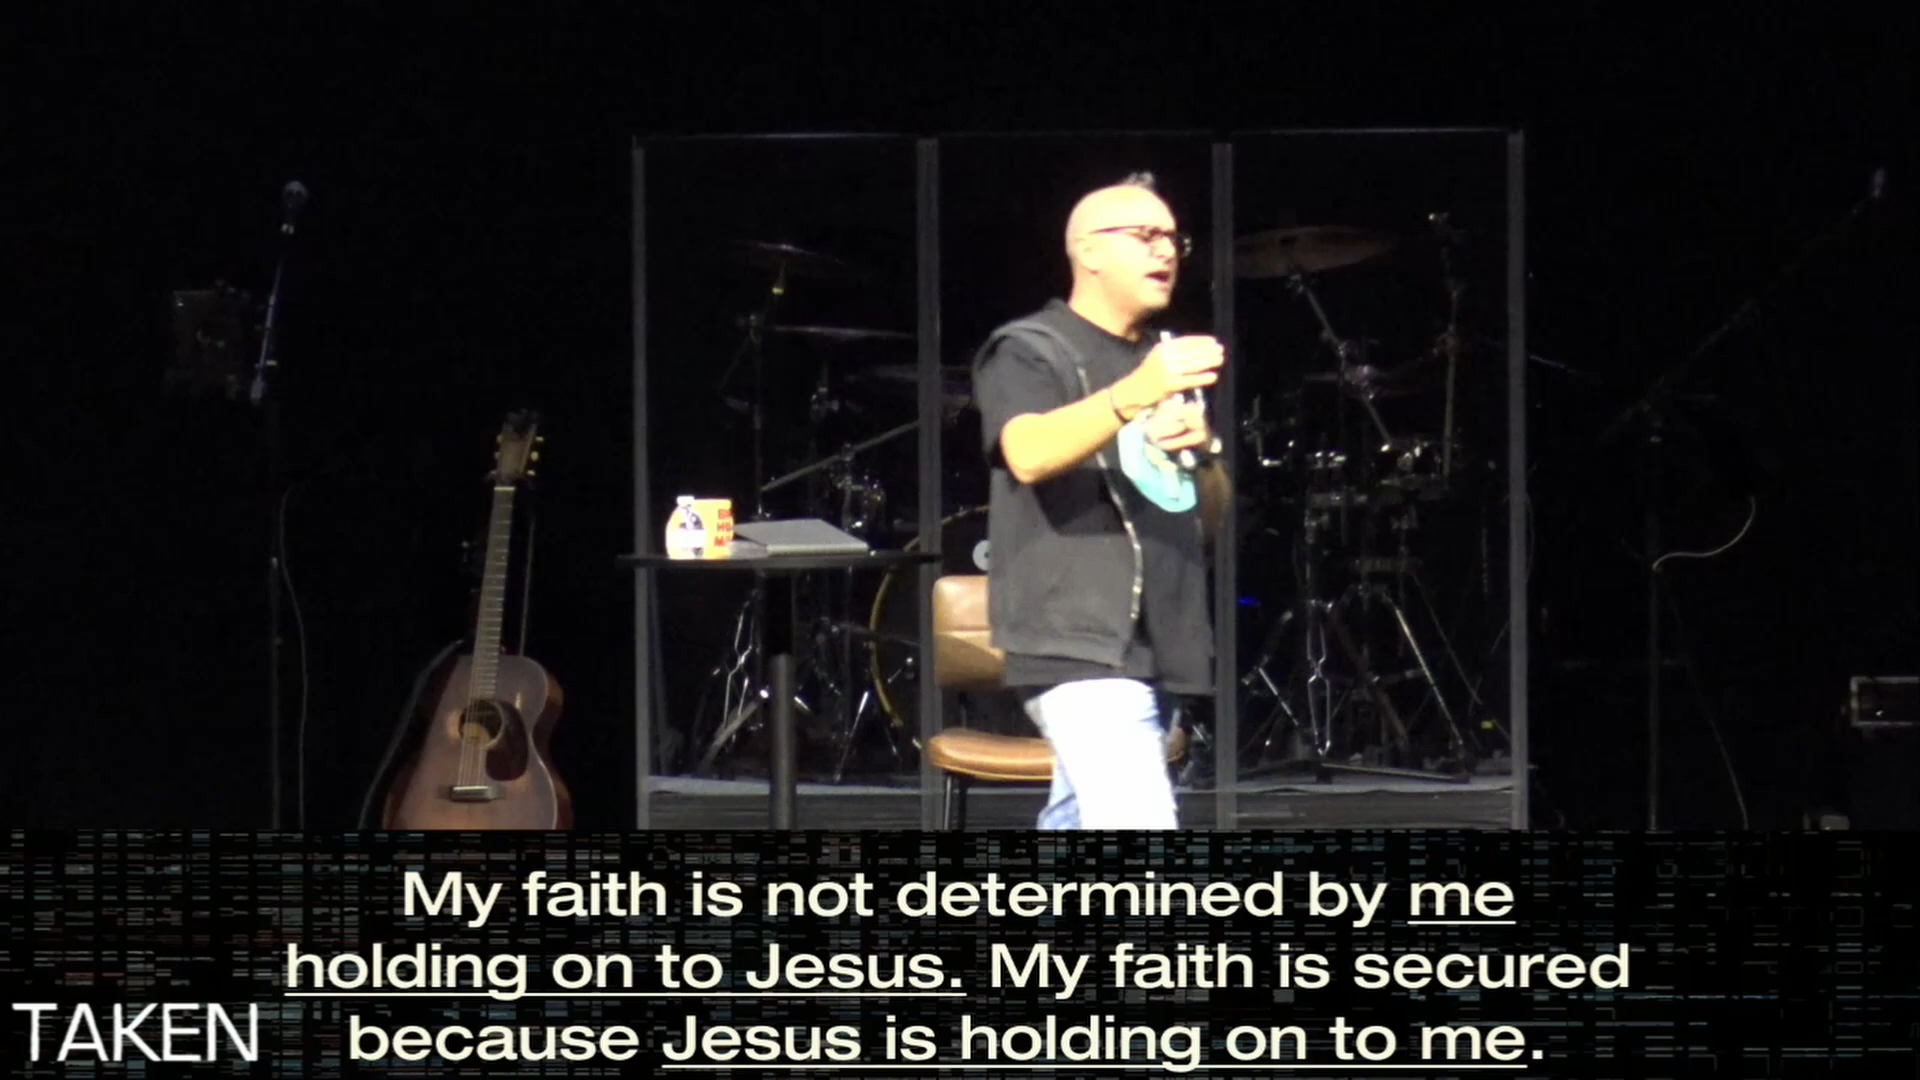 My faith is not determined by me
holding on to Jesus. My faith is secured
TAKEN
because Jesus is holding on to me.